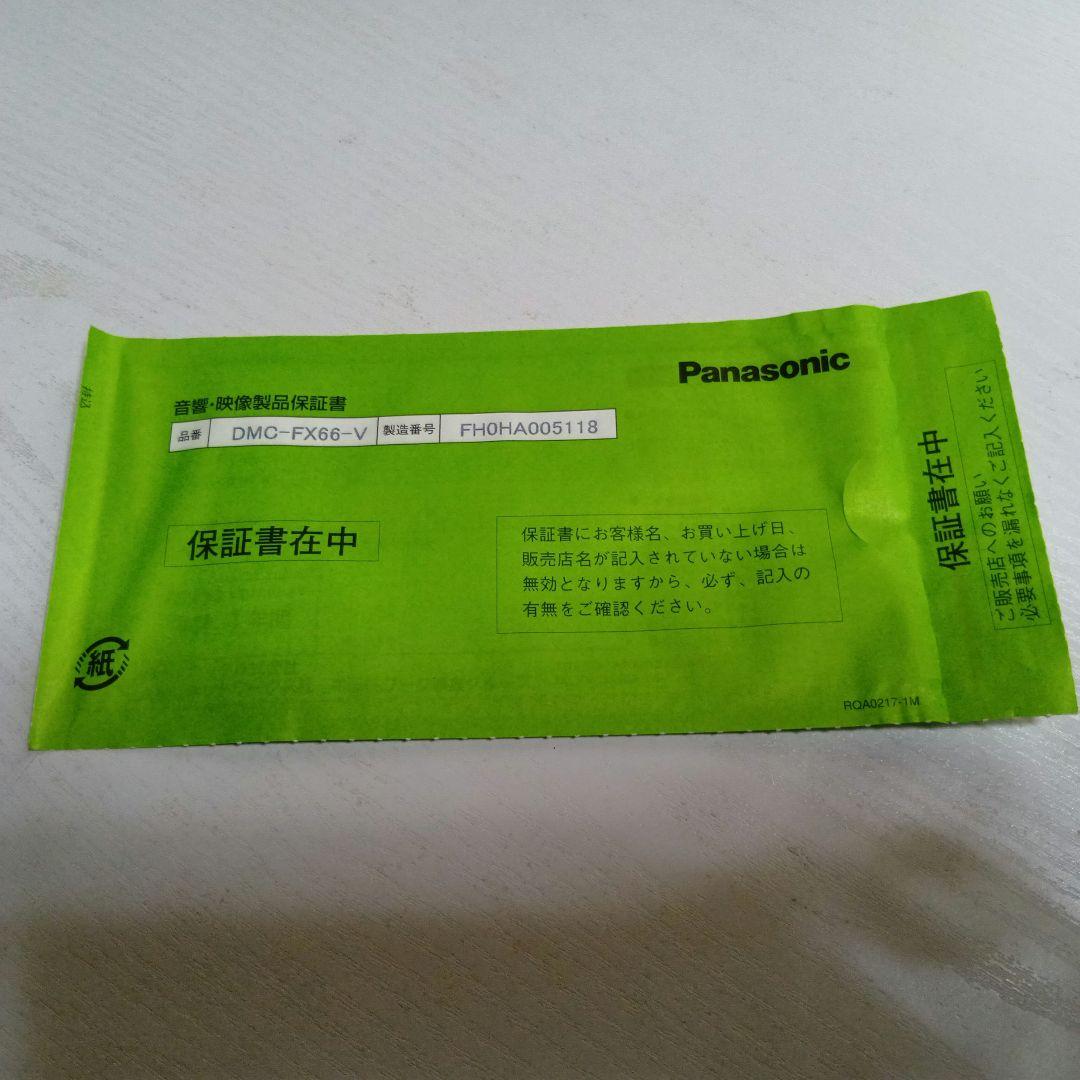 Panasonic
音響・映像製品保証書
品番 DMC-FX66-V 製造番号 FH0HA005118
保証書在中
保証書にお客様名、お買い上げ日、
販売店名が記入されていない場合は
無効となりますから、必ず、記入の
有無をご確認ください。
紙
RQA0217-1M
保証書在中
ご販売店へのお願い
必要事項を漏れなくご記入ください